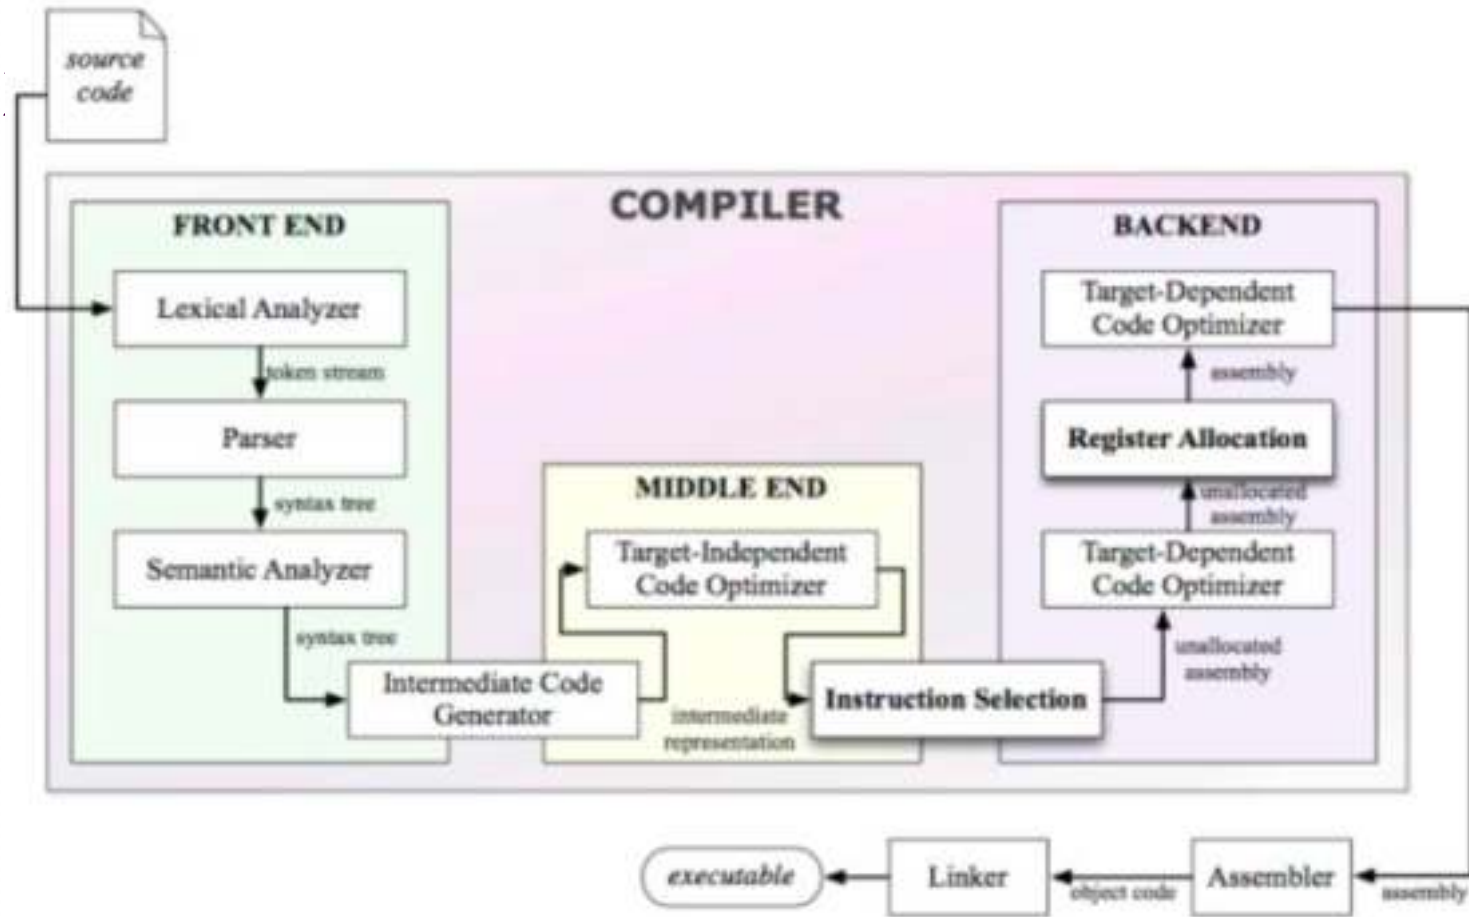 source
code
COMPILER
FRONT END
Lexical Analyzer
token stream
Parser
syntax tree
Semantic Analyzer
syntax tree
Intermediate Code
Generator
MIDDLE END
Target-Independent
Code Optimizer
intermediate
representation
Instruction Selection
BACKEND
Target-Dependent
Code Optimizer
assembly
Register Allocation
unallocated
assembly
Target-Dependent
Code Optimizer
unallocated
assembly
executable
Linker
object code
Assembler
assembly